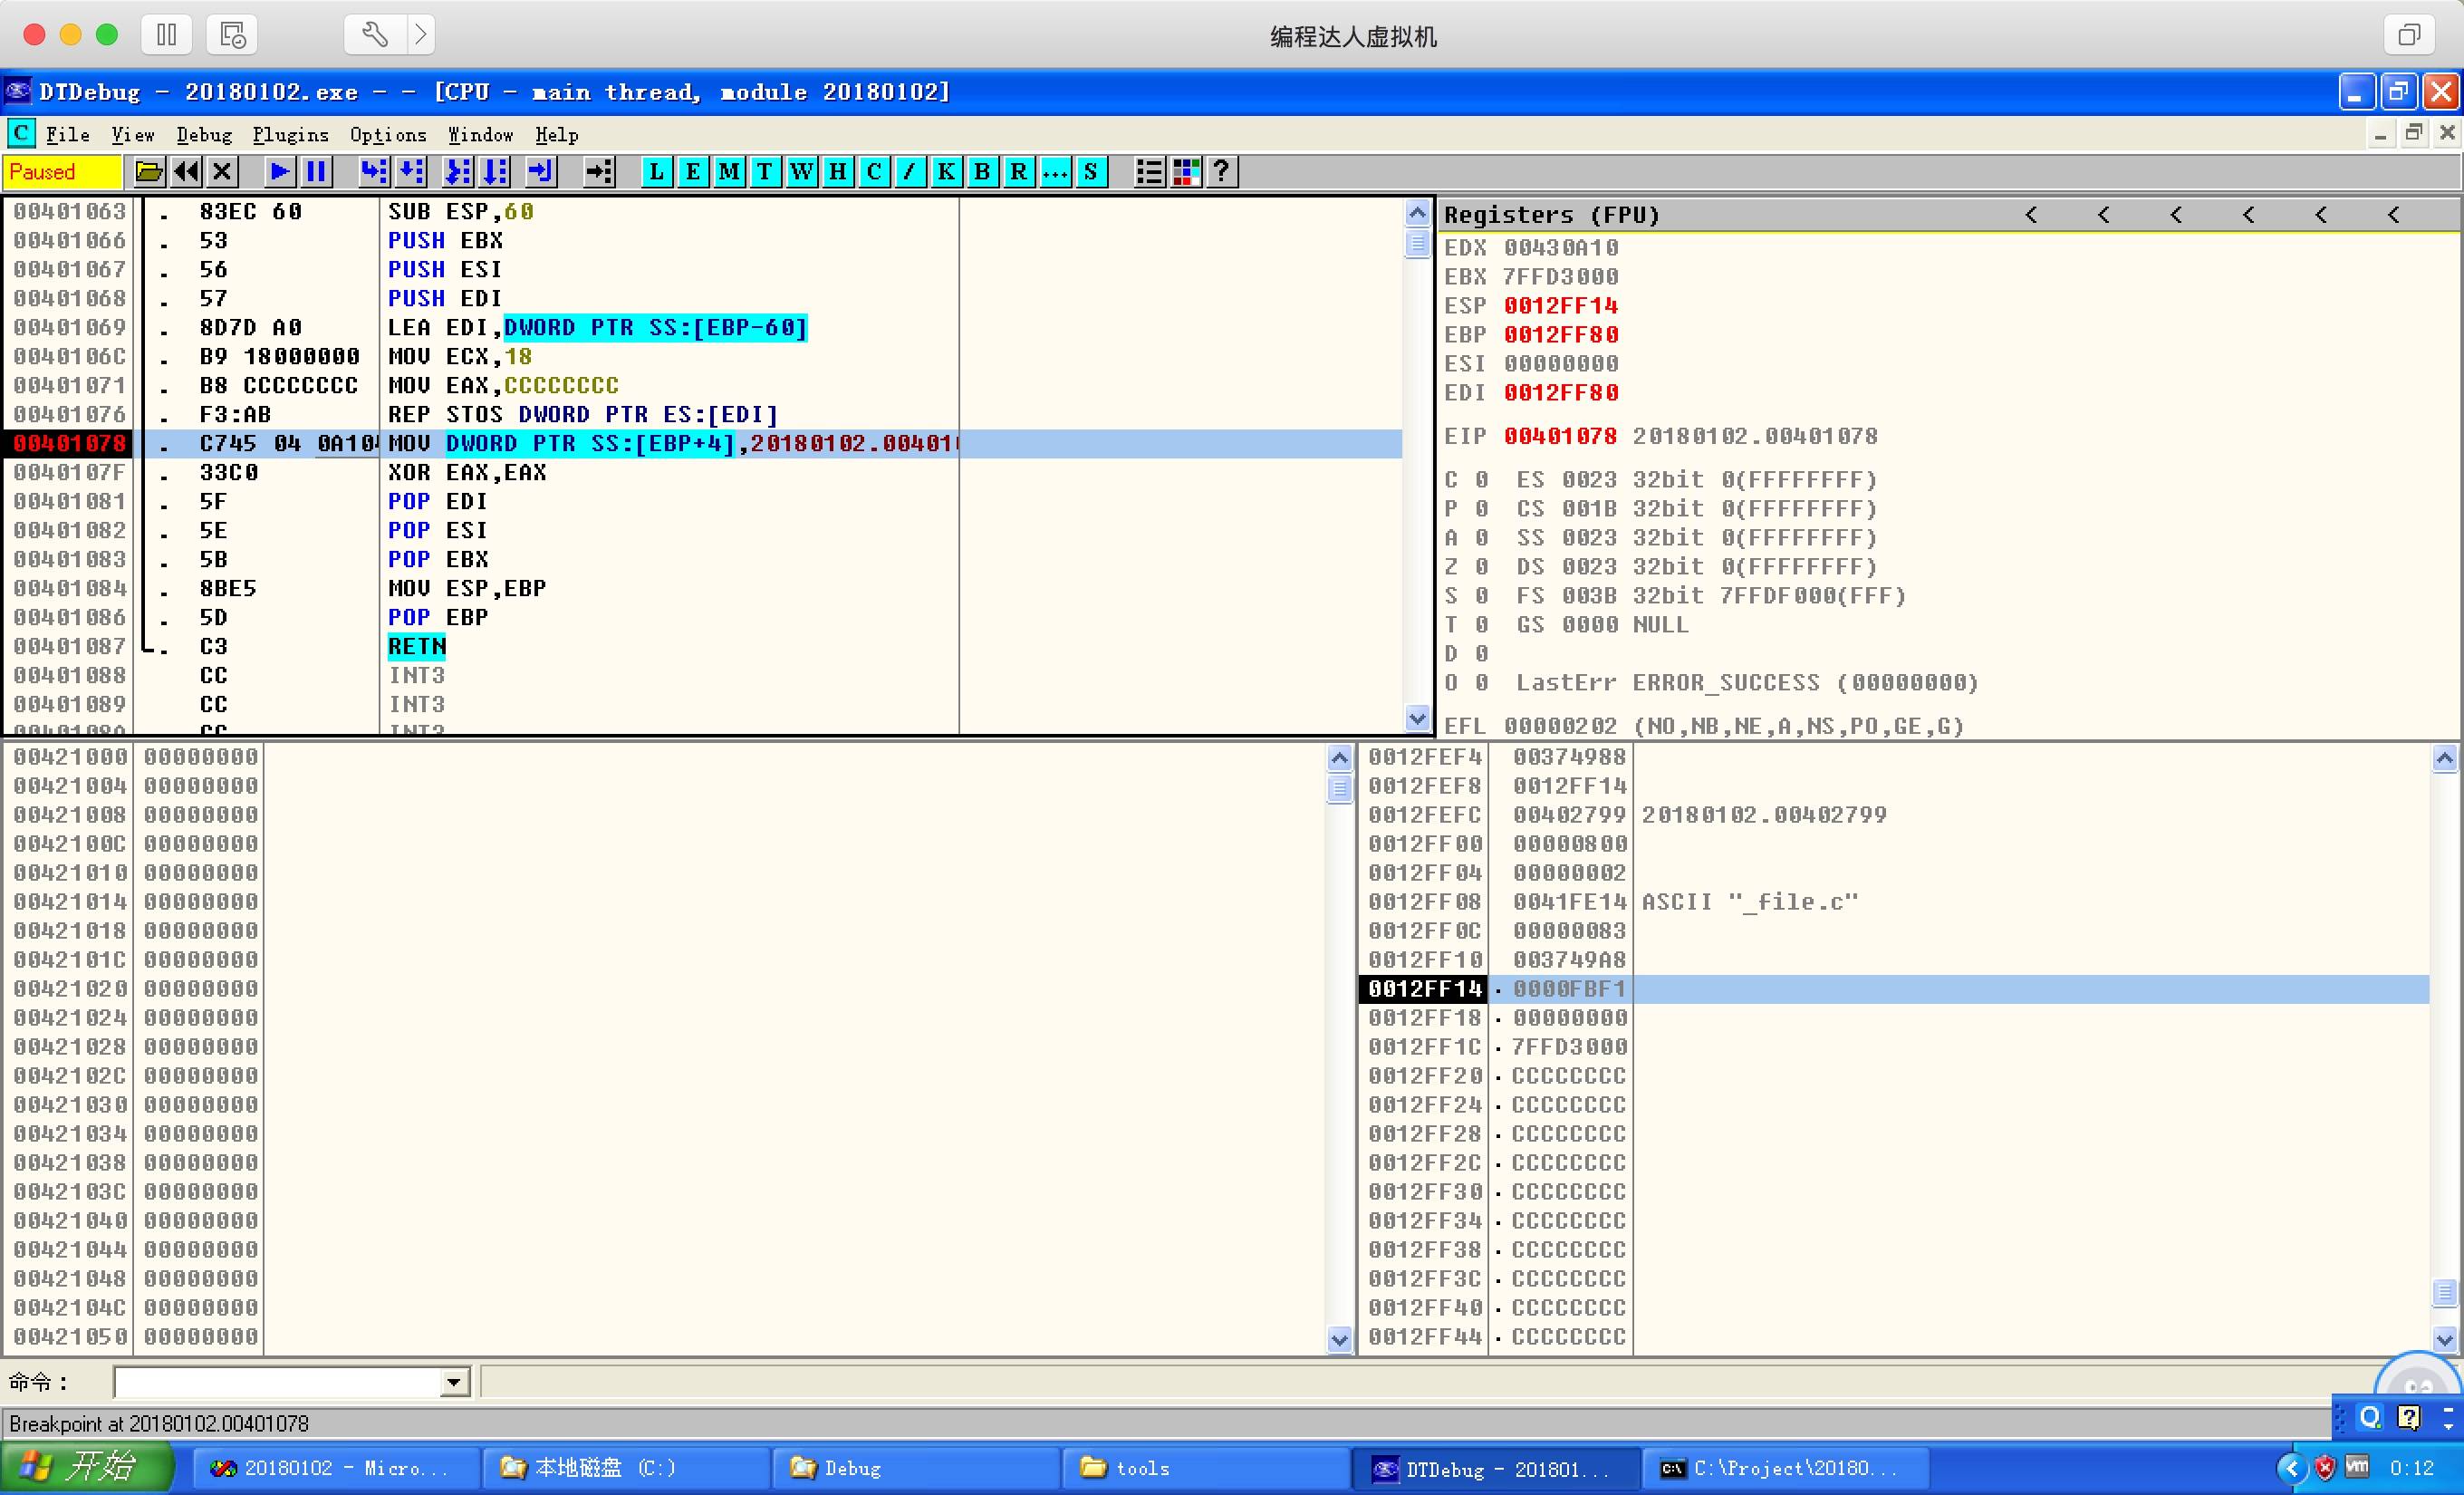 编程达人虚拟机
DTDebug - 20180102.exe - - [CPU - main thread, module 20180102]
C File View Debug Plugins Options Window Help
Paused L E M T W H C / K B R ... S ?
00401063 . 83EC 60 SUB ESP,60
00401066 . 53 PUSH EBX
00401067 . 56 PUSH ESI
00401068 . 57 PUSH EDI
00401069 . 8D7D A0 LEA EDI,DWORD PTR SS:[EBP-60]
0040106C . B9 18000000 MOV ECX,18
00401071 . B8 CCCCCCCC MOV EAX,CCCCCCCC
00401076 . F3:AB REP STOS DWORD PTR ES:[EDI]
00401078 . C745 04 0A10 MOV DWORD PTR SS:[EBP+4],20180102.00401
0040107F . 33C0 XOR EAX,EAX
00401081 . 5F POP EDI
00401082 . 5E POP ESI
00401083 . 5B POP EBX
00401084 . 8BE5 MOV ESP,EBP
00401086 . 5D POP EBP
00401087 . C3 RETN
00401088 CC INT3
00401089 CC INT3
0040108A CC INT3
Registers (FPU) < < < < < <
EDX 00430A10
EBX 7FFD3000
ESP 0012FF14
EBP 0012FF80
ESI 00000000
EDI 0012FF80
EIP 00401078 20180102.00401078
C 0 ES 0023 32bit 0(FFFFFFFF)
P 0 CS 001B 32bit 0(FFFFFFFF)
A 0 SS 0023 32bit 0(FFFFFFFF)
Z 0 DS 0023 32bit 0(FFFFFFFF)
S 0 FS 003B 32bit 7FFDF000(FFF)
T 0 GS 0000 NULL
D 0
O 0 LastErr ERROR_SUCCESS (00000000)
EFL 00000202 (NO,NB,NE,A,NS,PO,GE,G)
00421000 00000000
00421004 00000000
00421008 00000000
0042100C 00000000
00421010 00000000
00421014 00000000
00421018 00000000
0042101C 00000000
00421020 00000000
00421024 00000000
00421028 00000000
0042102C 00000000
00421030 00000000
00421034 00000000
00421038 00000000
0042103C 00000000
00421040 00000000
00421044 00000000
00421048 00000000
0042104C 00000000
00421050 00000000
0012FEF4 00374988
0012FEF8 0012FF14
0012FEFC 00402799 20180102.00402799
0012FF00 00000800
0012FF04 00000002
0012FF08 0041FE14 ASCII "_file.c"
0012FF0C 00000083
0012FF10 003749A8
0012FF14 · 0000FBF1
0012FF18 · 00000000
0012FF1C · 7FFD3000
0012FF20 · CCCCCCCC
0012FF24 · CCCCCCCC
0012FF28 · CCCCCCCC
0012FF2C · CCCCCCCC
0012FF30 · CCCCCCCC
0012FF34 · CCCCCCCC
0012FF38 · CCCCCCCC
0012FF3C · CCCCCCCC
0012FF40 · CCCCCCCC
0012FF44 · CCCCCCCC
命令：
Breakpoint at 20180102.00401078
开始 20180102 - Micro... 本地磁盘 (C:) Debug tools DTDebug - 201801... C:\Project\20180... 0:12